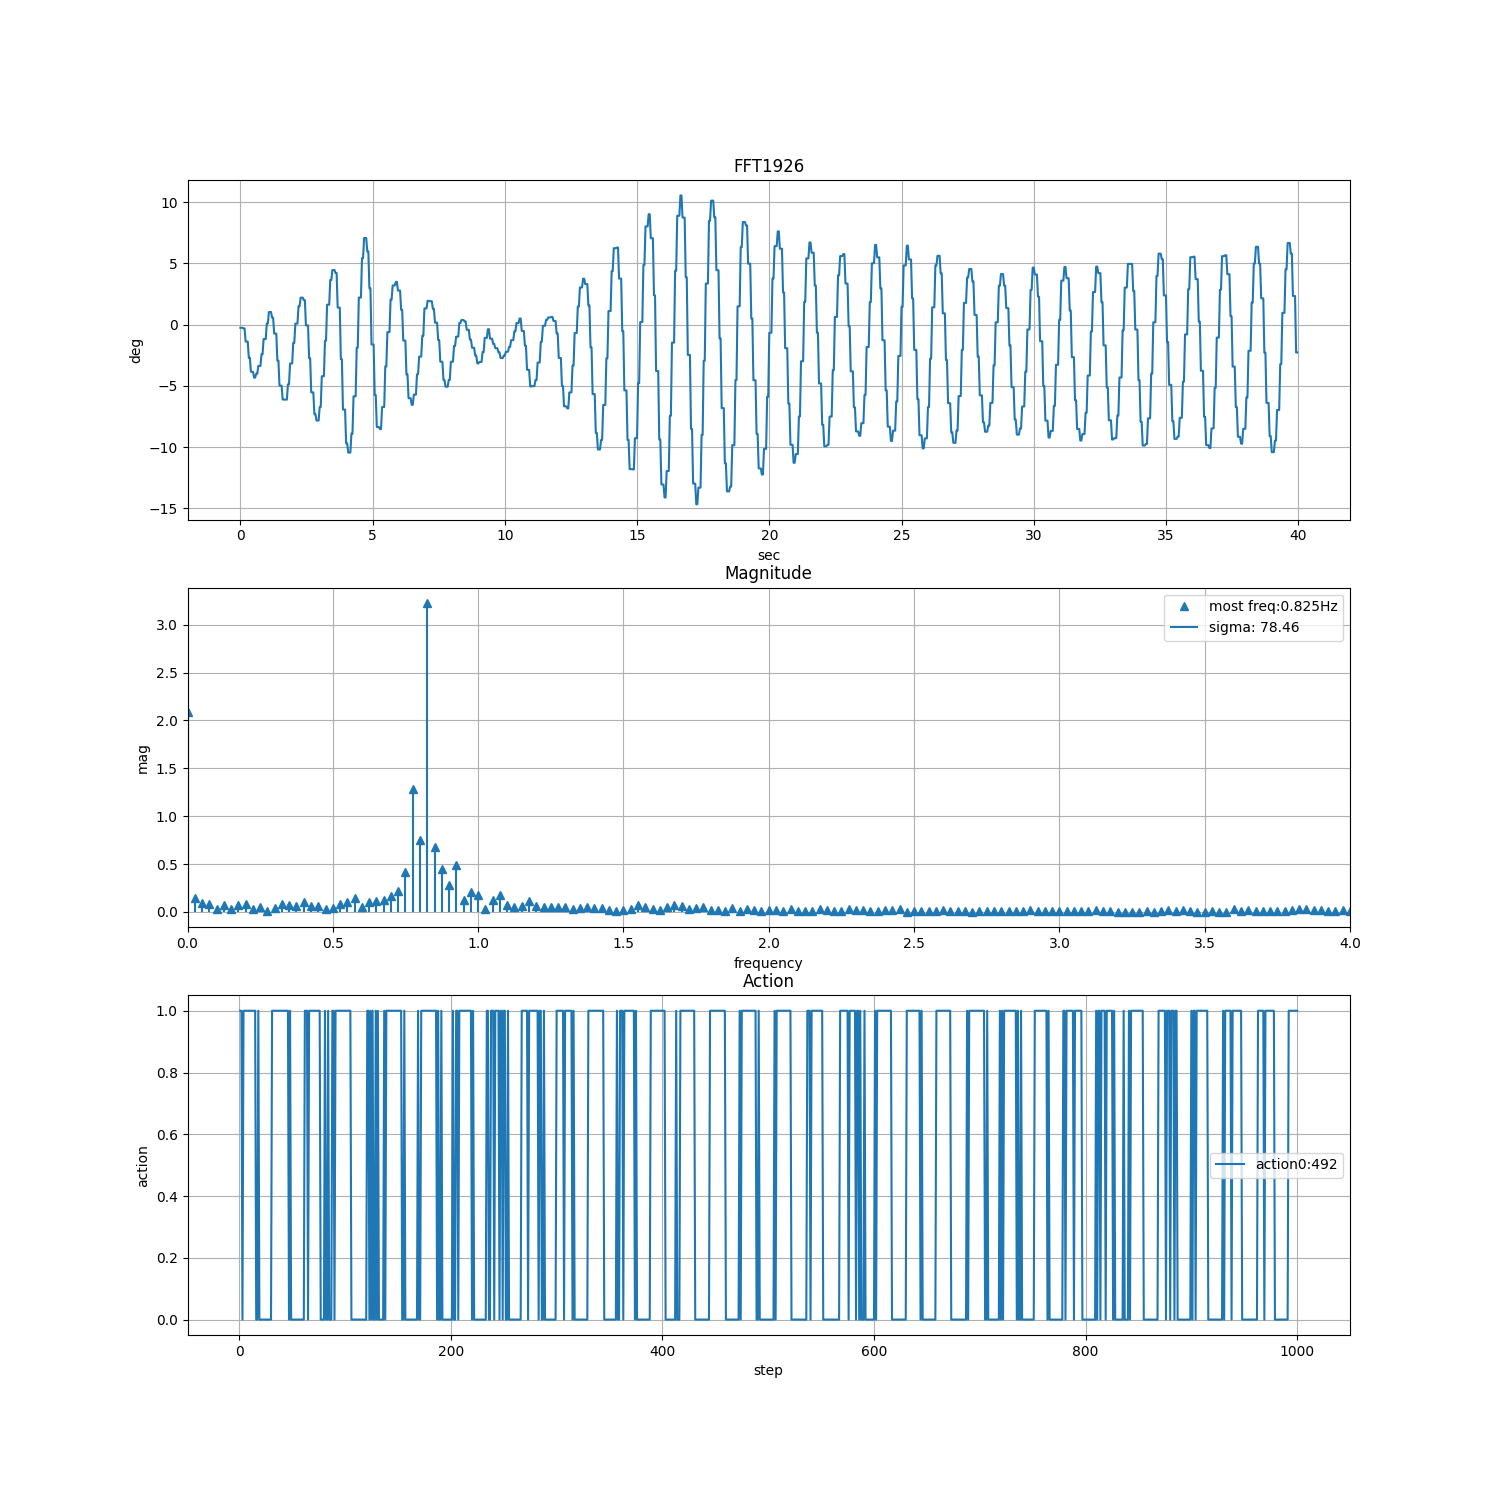 FFT1926
10
5
0
−5
−10
−15
deg
0 5 10 15 20 25 30 35 40
sec
Magnitude
most freq:0.825Hz
sigma: 78.46
3.0
2.5
2.0
1.5
1.0
0.5
0.0
mag
0.0 0.5 1.0 1.5 2.0 2.5 3.0 3.5 4.0
frequency
Action
1.0
0.8
0.6
0.4
0.2
0.0
action
action0:492
0 200 400 600 800 1000
step